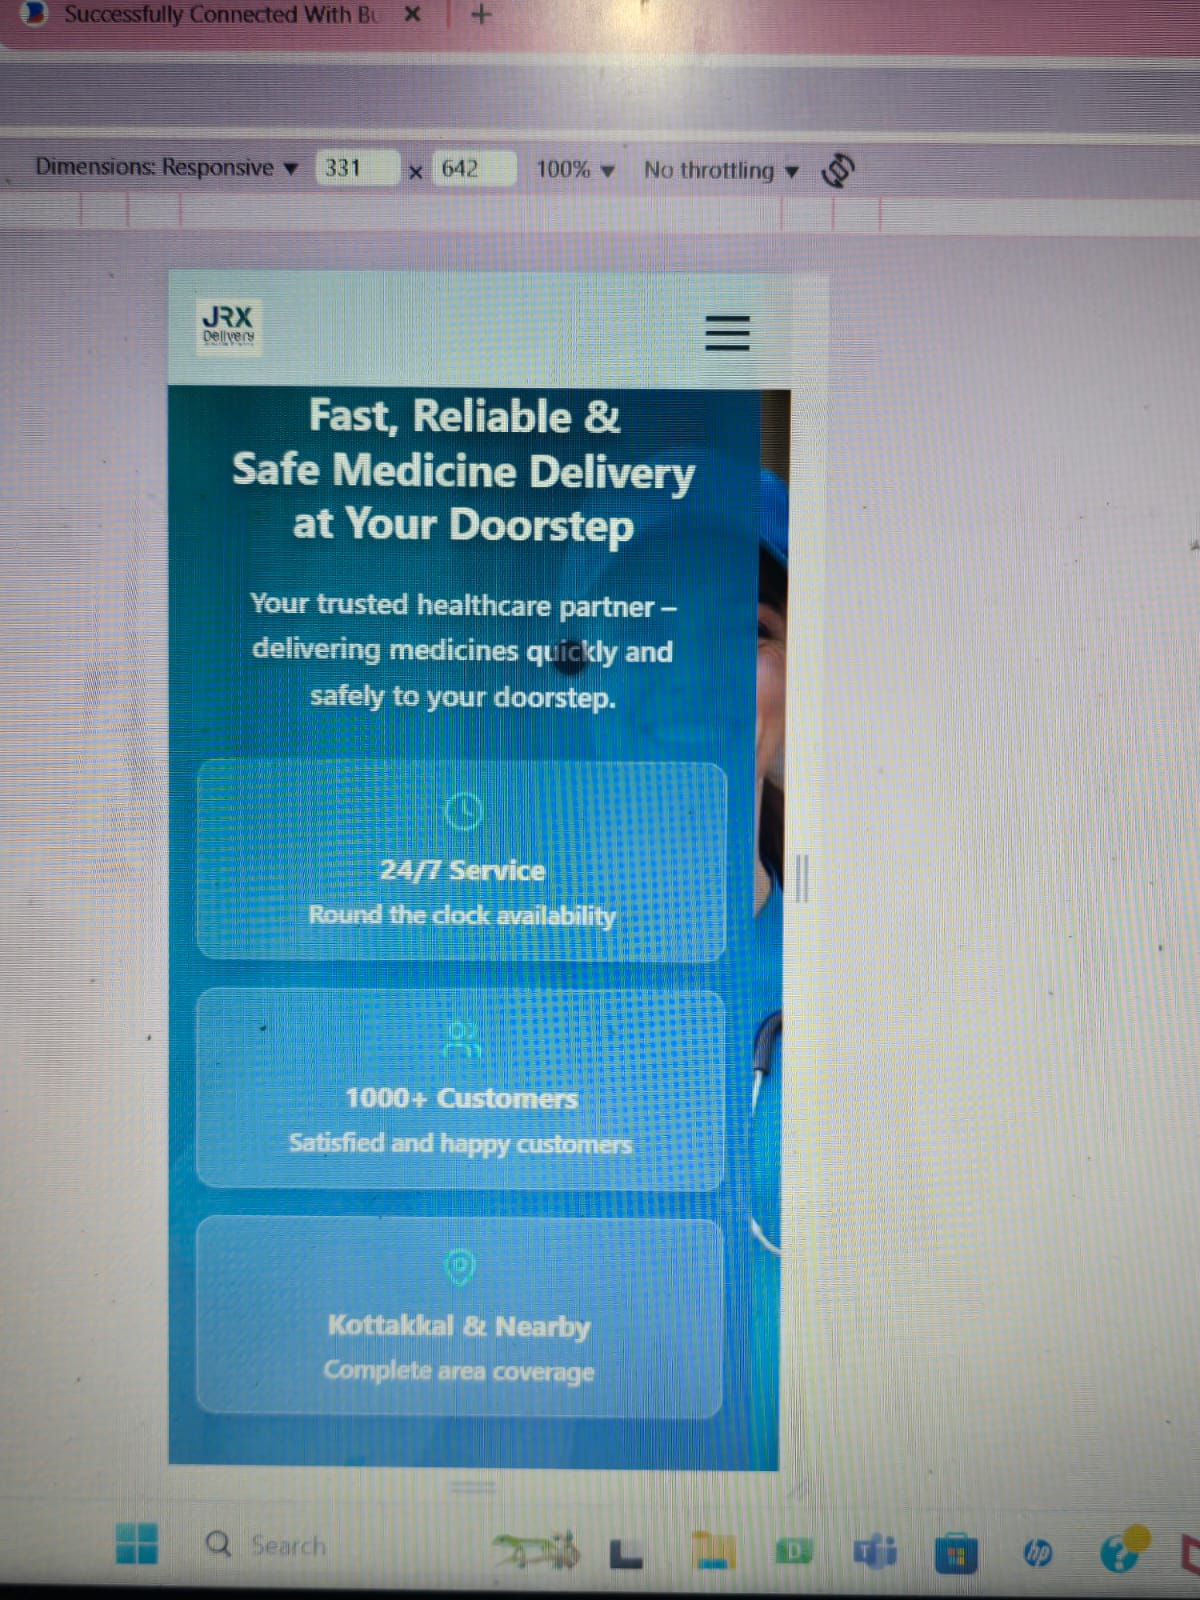 Successfully Connected With Bu
Dimensions: Responsive 331 × 642 100% No throttling
JRX
Delivery
Fast, Reliable &
Safe Medicine Delivery
at Your Doorstep
Your trusted healthcare partner –
delivering medicines quickly and
safely to your doorstep.
24/7 Service
Round the clock availability
1000+ Customers
Satisfied and happy customers
Kottakkal & Nearby
Complete area coverage
Search
D
T
hp
?